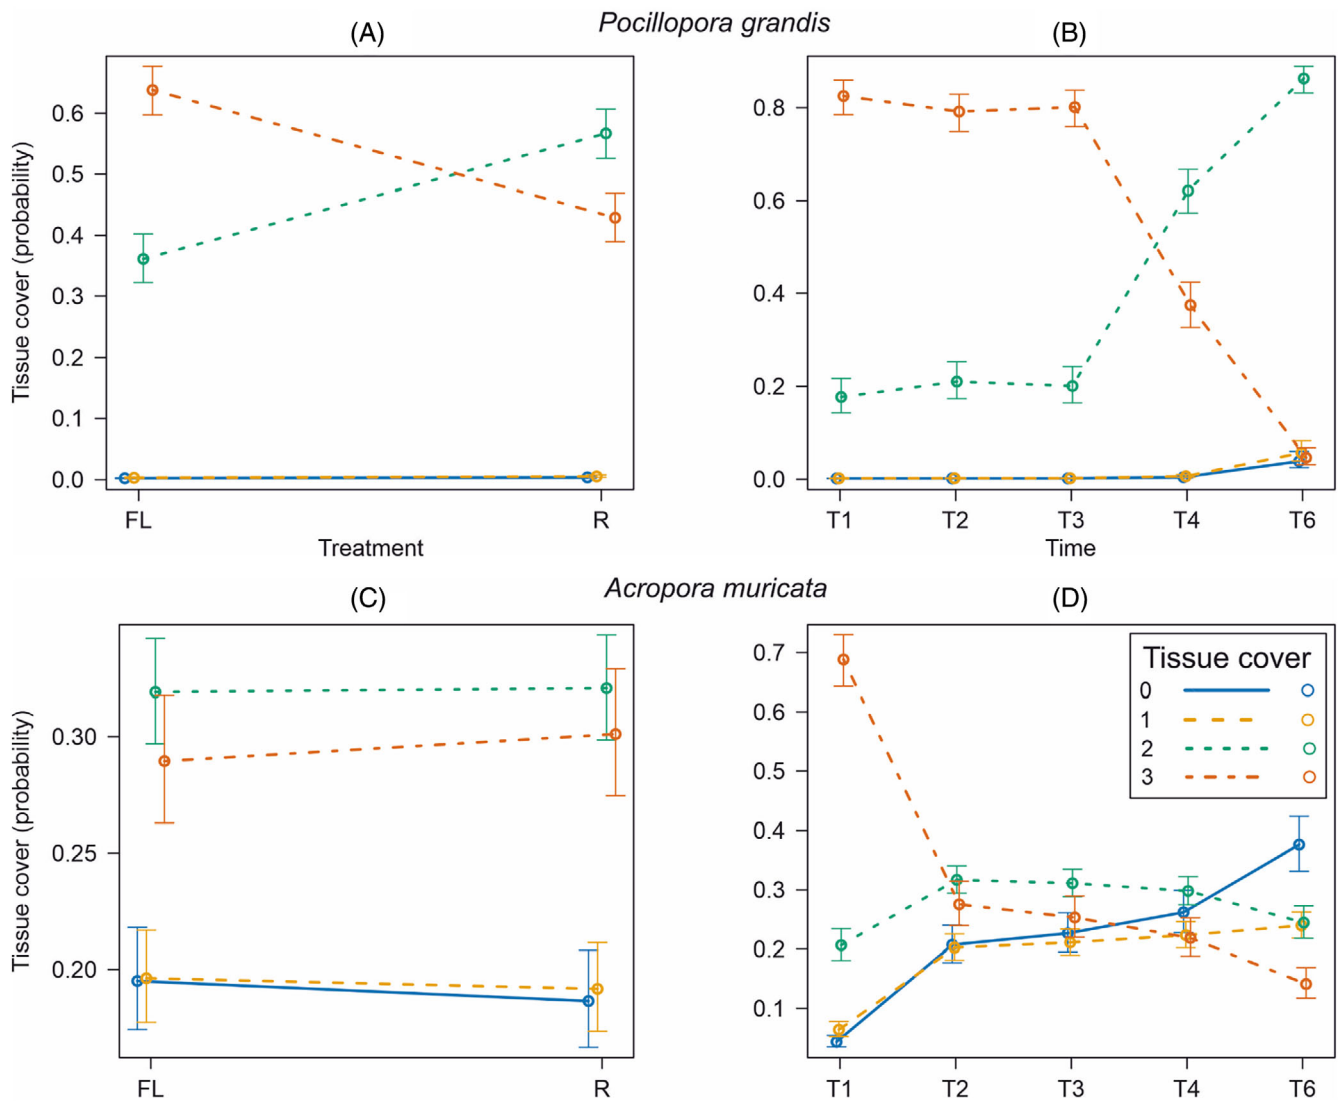 Pocillopora grandis
(A)
(B)
Tissue cover (probability)
0.6
0.5
0.4
0.3
0.2
0.1
0.0
FL
R
Treatment
0.8
0.6
0.4
0.2
0.0
T1
T2
T3
T4
T6
Time
Acropora muricata
(C)
(D)
Tissue cover (probability)
0.30
0.25
0.20
FL
R
0.7
0.6
0.5
0.4
0.3
0.2
0.1
T1
T2
T3
T4
T6
Tissue cover
0
1
2
3